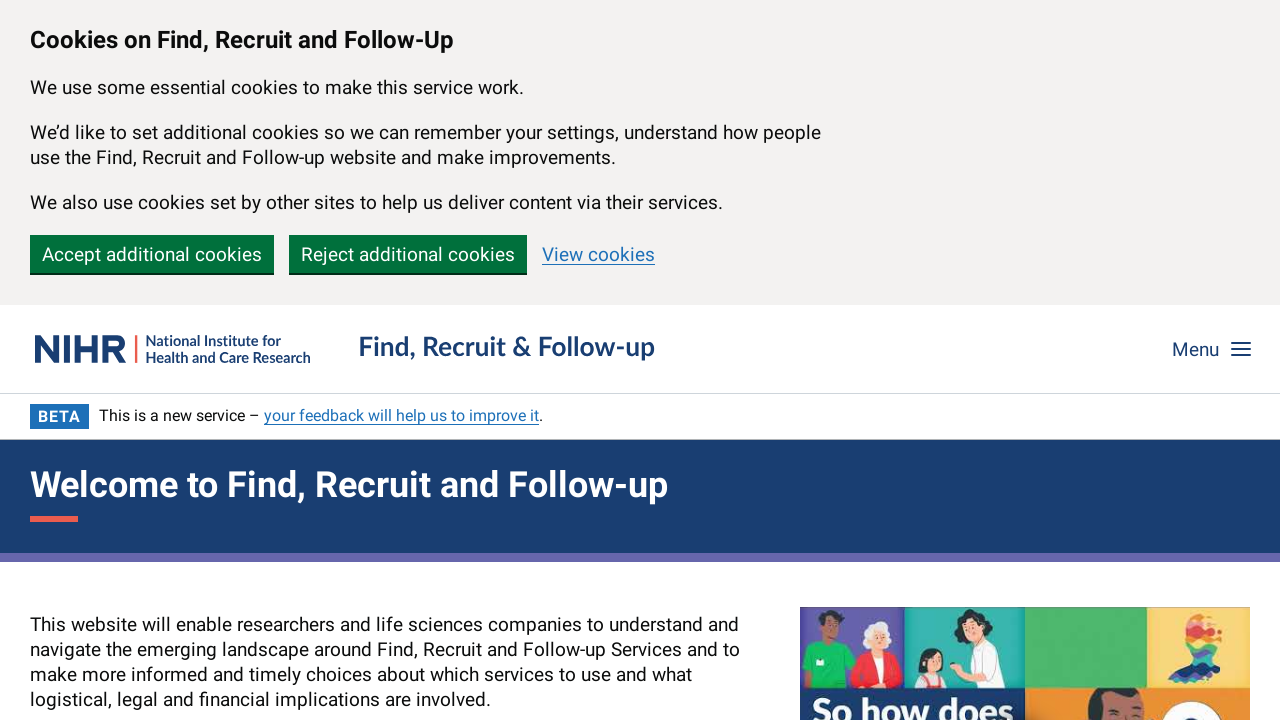 Cookies on Find, Recruit and Follow-Up
We use some essential cookies to make this service work.
We’d like to set additional cookies so we can remember your settings, understand how people
use the Find, Recruit and Follow-up website and make improvements.
We also use cookies set by other sites to help us deliver content via their services.
Accept additional cookies Reject additional cookies View cookies
NIHR | National Institute for
Health and Care Research
Find, Recruit & Follow-up
Menu
BETA This is a new service – your feedback will help us to improve it.
Welcome to Find, Recruit and Follow-up
This website will enable researchers and life sciences companies to understand and
navigate the emerging landscape around Find, Recruit and Follow-up Services and to
make more informed and timely choices about which services to use and what
logistical, legal and financial implications are involved.
So how does